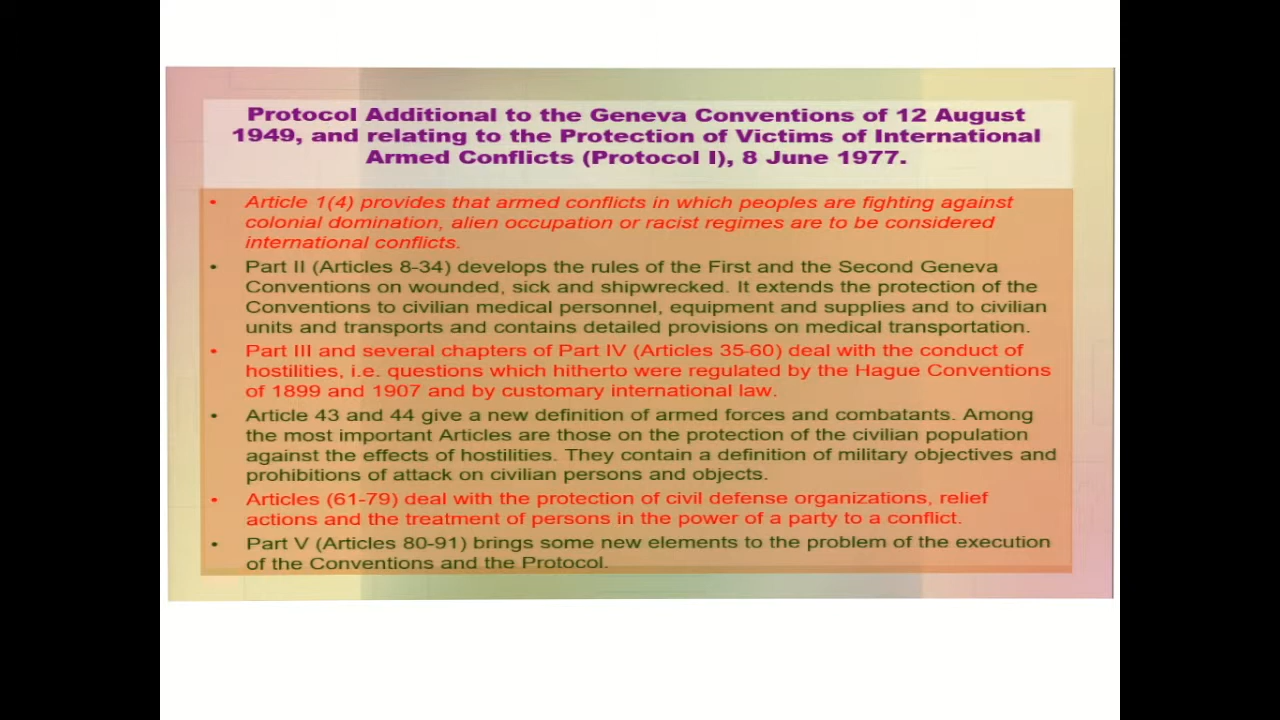 Protocol Additional to the Geneva Conventions of 12 August
1949, and relating to the Protection of Victims of International
Armed Conflicts (Protocol I), 8 June 1977.
• Article 1(4) provides that armed conflicts in which peoples are fighting against
colonial domination, alien occupation or racist regimes are to be considered
international conflicts.
• Part II (Articles 8-34) develops the rules of the First and the Second Geneva
Conventions on wounded, sick and shipwrecked. It extends the protection of the
Conventions to civilian medical personnel, equipment and supplies and to civilian
units and transports and contains detailed provisions on medical transportation.
• Part III and several chapters of Part IV (Articles 35-60) deal with the conduct of
hostilities, i.e. questions which hitherto were regulated by the Hague Conventions
of 1899 and 1907 and by customary international law.
• Article 43 and 44 give a new definition of armed forces and combatants. Among
the most important Articles are those on the protection of the civilian population
against the effects of hostilities. They contain a definition of military objectives and
prohibitions of attack on civilian persons and objects.
• Articles (61-79) deal with the protection of civil defense organizations, relief
actions and the treatment of persons in the power of a party to a conflict.
• Part V (Articles 80-91) brings some new elements to the problem of the execution
of the Conventions and the Protocol.